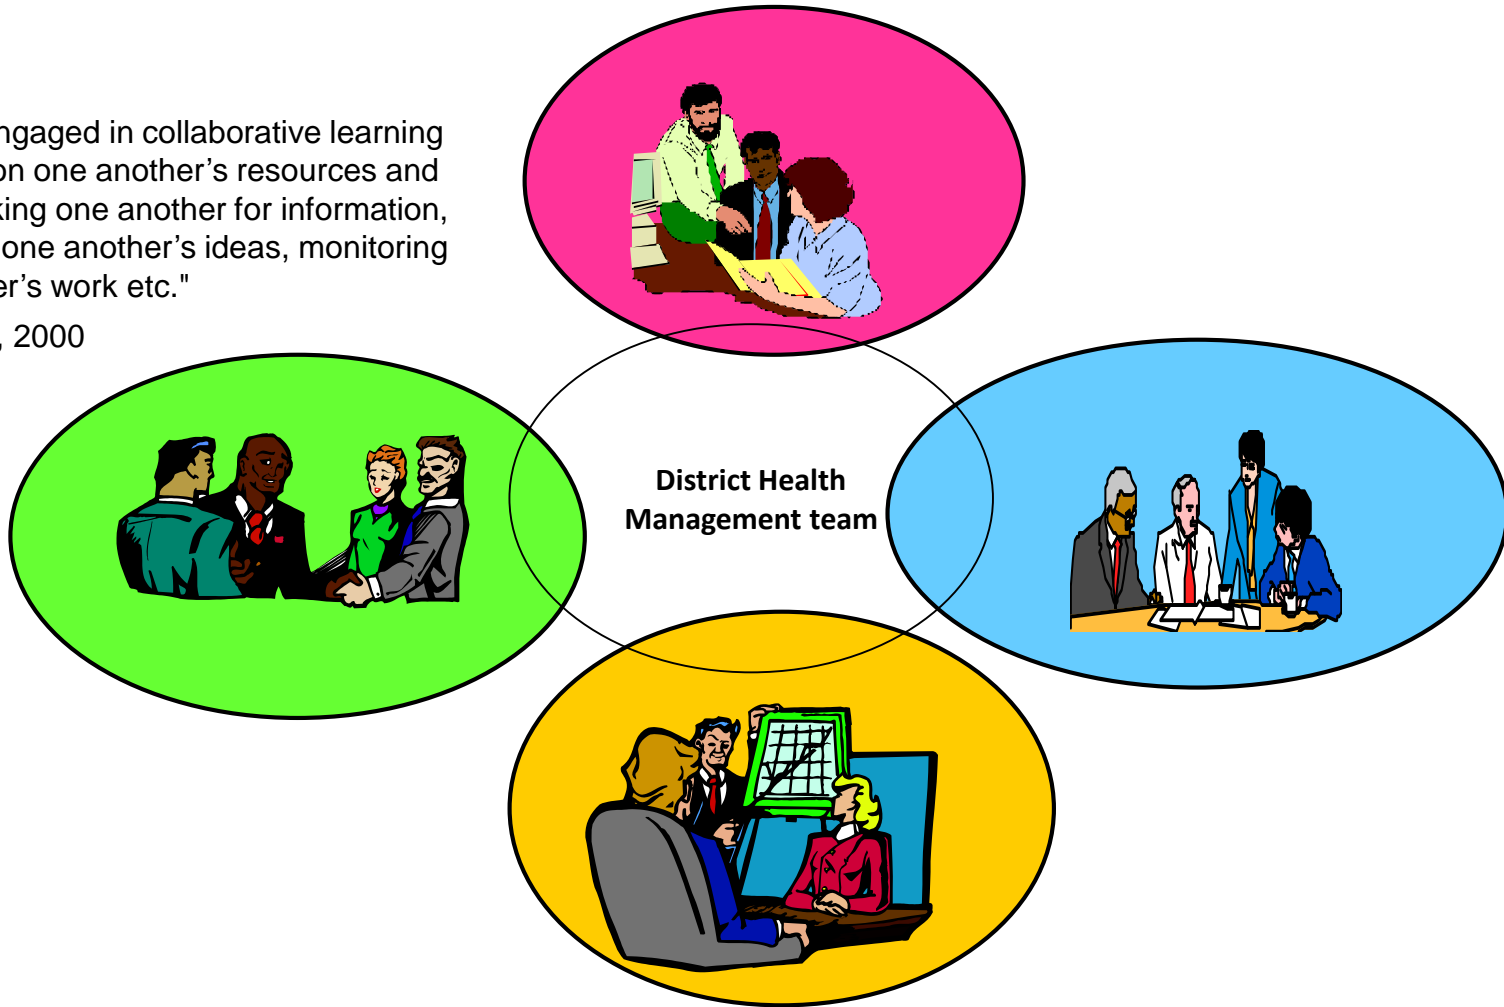 ngaged in collaborative learning
on one another’s resources and
king one another for information,
one another’s ideas, monitoring
er’s work etc."
, 2000
District Health
Management team